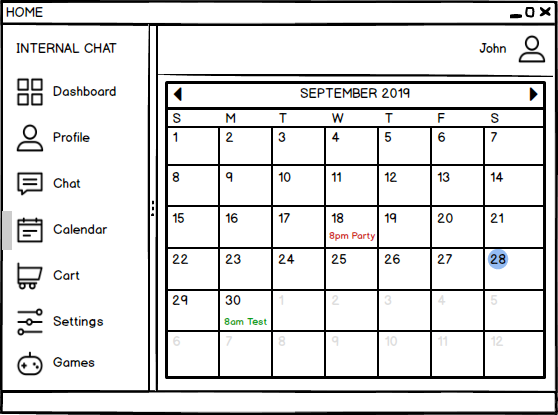 HOME
INTERNAL CHAT
John
Dashboard
Profile
Chat
Calendar
Cart
Settings
Games
SEPTEMBER 2019
S M T W T F S
1 2 3 4 5 6 7
8 9 10 11 12 13 14
15 16 17 18 19 20 21
8pm Party
22 23 24 25 26 27 28
29 30 1 2 3 4 5
8am Test
6 7 8 9 10 11 12